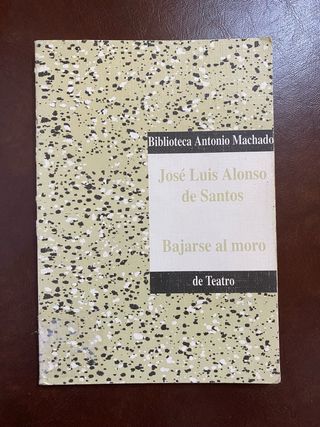 Biblioteca Antonio Machado
José Luis Alonso
de Santos
Bajarse al moro
de Teatro